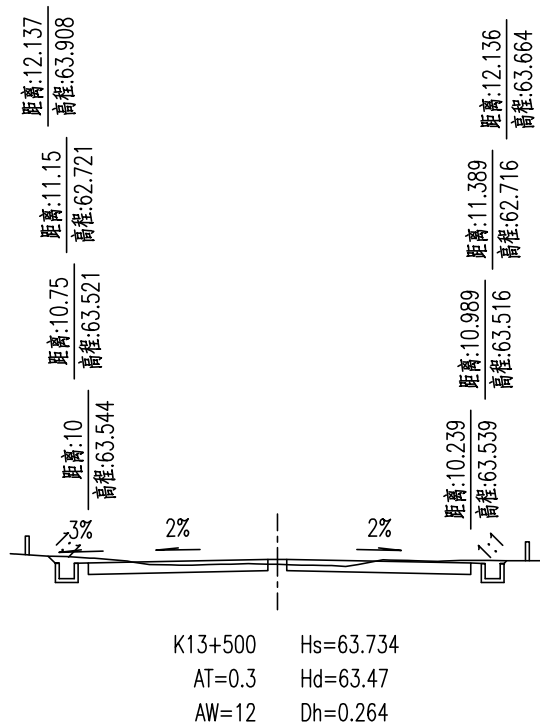 距离:12.137
高程:63.908
距离:12.136
高程:63.664
距离:11.15
高程:62.721
距离:11.389
高程:62.716
距离:10.75
高程:63.521
距离:10.989
高程:63.516
距离:10
高程:63.544
距离:10.239
高程:63.539
1:1
3%
2%
2%
1:1
K13+500
Hs=63.734
AT=0.3
Hd=63.47
AW=12
Dh=0.264